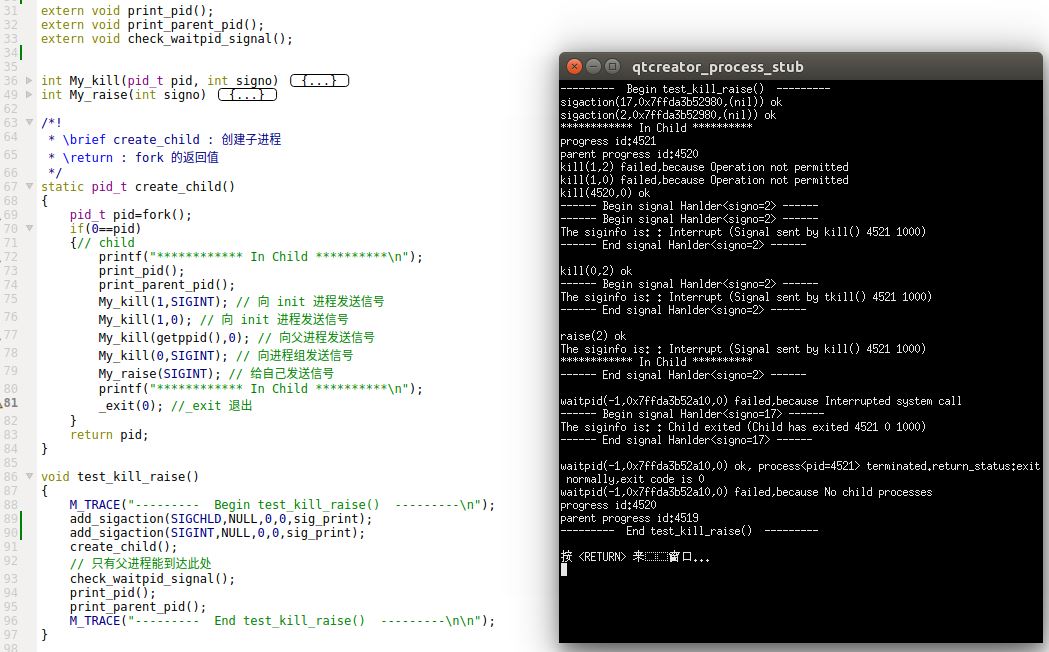 31 extern void print_pid();
32 extern void print_parent_pid();
33 extern void check_waitpid_signal();
34
35
36 int My_kill(pid_t pid, int signo) {...}
49 int My_raise(int signo) {...}
62
63 /*!
64  * \brief create_child : 创建子进程
65  * \return : fork 的返回值
66  */
67 static pid_t create_child()
68 {
69     pid_t pid=fork();
70     if(0==pid)
71     {// child
72         printf("************ In Child **********\n");
73         print_pid();
74         print_parent_pid();
75         My_kill(1,SIGINT); // 向 init 进程发送信号
76         My_kill(1,0); // 向 init 进程发送信号
77         My_kill(getppid(),0); // 向父进程发送信号
78         My_kill(0,SIGINT); // 向进程组发送信号
79         My_raise(SIGINT); // 给自己发送信号
80         printf("************ In Child **********\n");
81         _exit(0); //_exit 退出
82     }
83     return pid;
84 }
85
86 void test_kill_raise()
87 {
88     M_TRACE("---------  Begin test_kill_raise()  ---------\n");
89     add_sigaction(SIGCHLD,NULL,0,0,sig_print);
90     add_sigaction(SIGINT,NULL,0,0,sig_print);
91     create_child();
92     // 只有父进程能到达此处
93     check_waitpid_signal();
94     print_pid();
95     print_parent_pid();
96     M_TRACE("---------  End test_kill_raise()  ---------\n\n");
97 }
98
qtcreator_process_stub
---------  Begin test_kill_raise()  ---------
sigaction(17,0x7ffda3b52980,(nil)) ok
sigaction(2,0x7ffda3b52980,(nil)) ok
************ In Child **********
progress id:4521
parent progress id:4520
kill(1,2) failed,because Operation not permitted
kill(1,0) failed,because Operation not permitted
kill(4520,0) ok
------ Begin signal Hanlder<signo=2> ------
------ Begin signal Hanlder<signo=2> ------
The siginfo is: : Interrupt (Signal sent by kill() 4521 1000)
------ End signal Hanlder<signo=2> ------
kill(0,2) ok
------ Begin signal Hanlder<signo=2> ------
The siginfo is: : Interrupt (Signal sent by tkill() 4521 1000)
------ End signal Hanlder<signo=2> ------
raise(2) ok
The siginfo is: : Interrupt (Signal sent by kill() 4521 1000)
************ In Child **********
------ End signal Hanlder<signo=2> ------
waitpid(-1,0x7ffda3b52a10,0) failed,because Interrupted system call
------ Begin signal Hanlder<signo=17> ------
The siginfo is: : Child exited (Child has exited 4521 0 1000)
------ End signal Hanlder<signo=17> ------
waitpid(-1,0x7ffda3b52a10,0) ok, process<pid=4521> terminated,return_status:exit
 normally,exit code is 0
waitpid(-1,0x7ffda3b52a10,0) failed,because No child processes
progress id:4520
parent progress id:4519
---------  End test_kill_raise()  ---------
按 <RETURN> 来窗口...